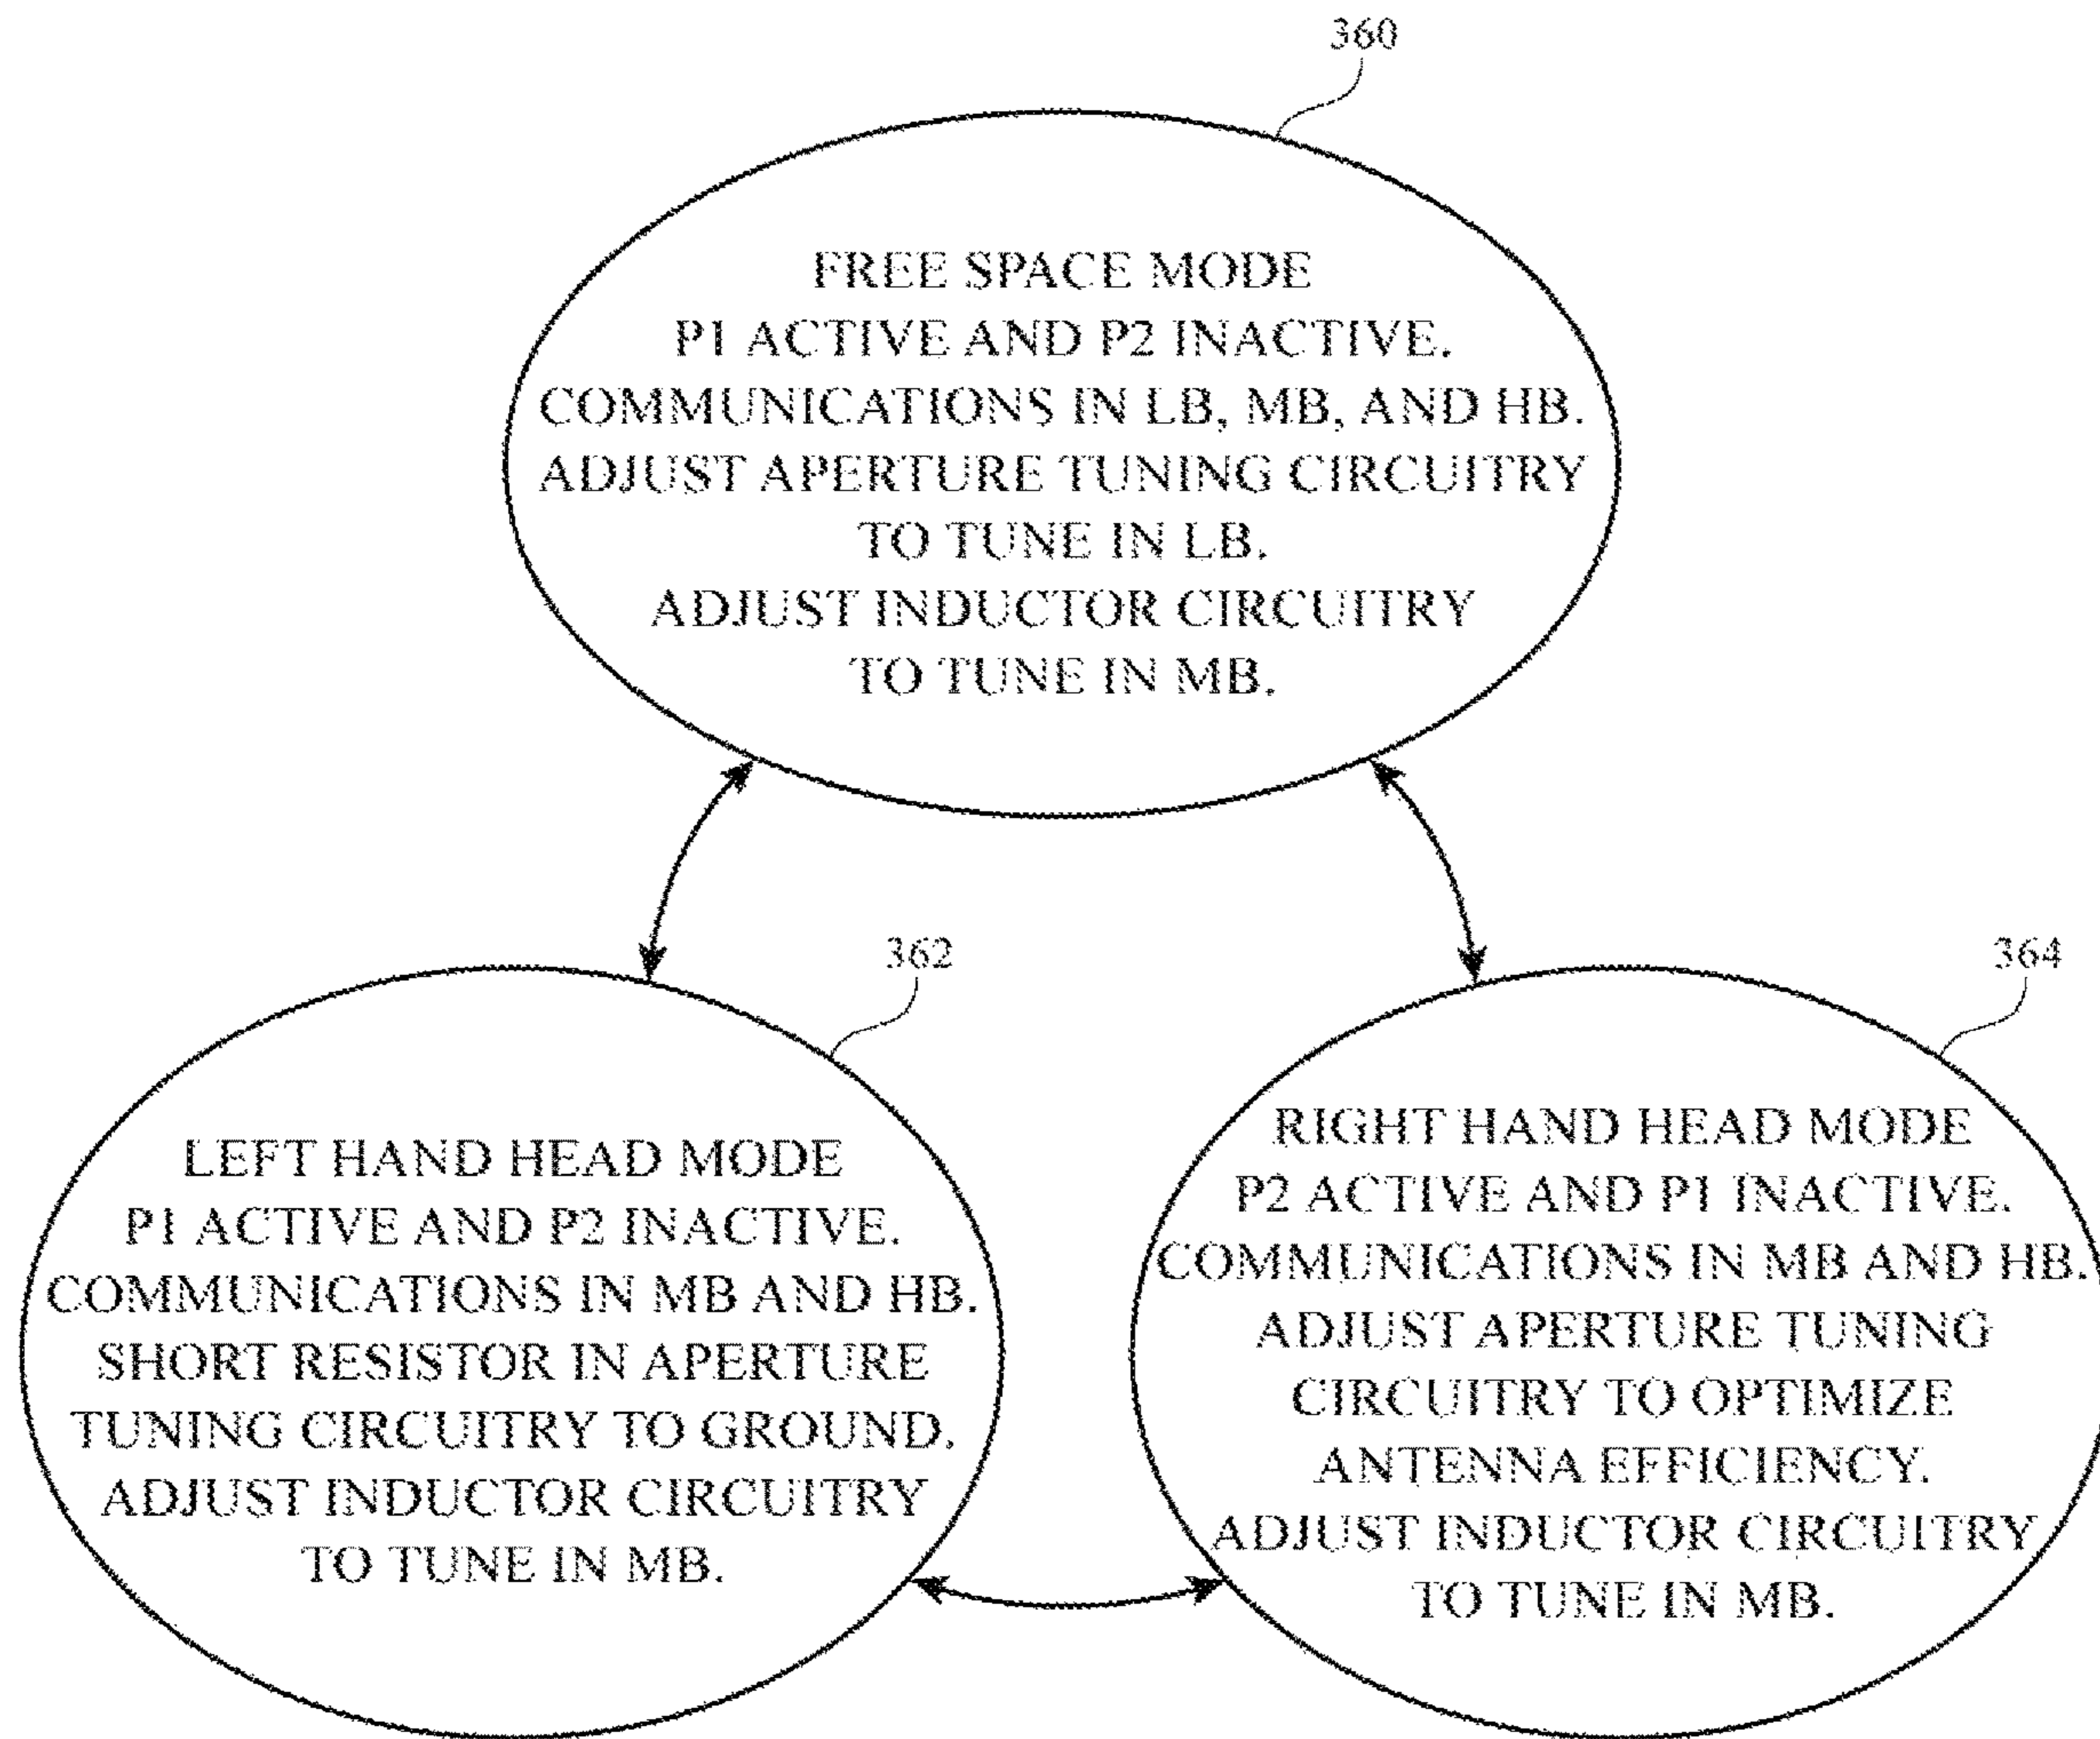 360
FREE SPACE MODE
P1 ACTIVE AND P2 INACTIVE.
COMMUNICATIONS IN LB, MB, AND HB.
ADJUST APERTURE TUNING CIRCUITRY
TO TUNE IN LB.
ADJUST INDUCTOR CIRCUITRY
TO TUNE IN MB.
362
LEFT HAND HEAD MODE
P1 ACTIVE AND P2 INACTIVE.
COMMUNICATIONS IN MB AND HB.
SHORT RESISTOR IN APERTURE
TUNING CIRCUITRY TO GROUND.
ADJUST INDUCTOR CIRCUITRY
TO TUNE IN MB.
364
RIGHT HAND HEAD MODE
P2 ACTIVE AND P1 INACTIVE.
COMMUNICATIONS IN MB AND HB.
ADJUST APERTURE TUNING
CIRCUITRY TO OPTIMIZE
ANTENNA EFFICIENCY.
ADJUST INDUCTOR CIRCUITRY
TO TUNE IN MB.